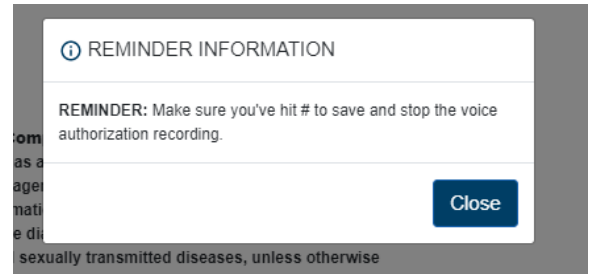 REMINDER INFORMATION
REMINDER: Make sure you've hit # to save and stop the voice
authorization recording.
as a
Close
sexually transmitted diseases, unless otherwise